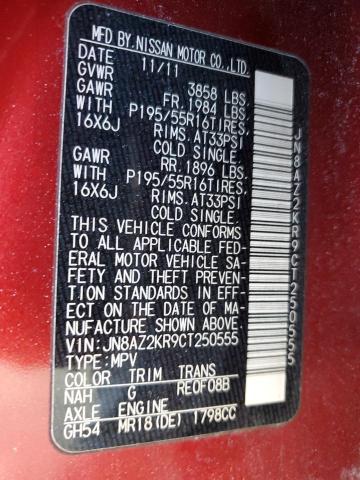 MFD BY.NISSAN MOTOR CO.,LTD.
DATE 11/11
GVWR 3858 LBS.
GAWR FR. 1984 LBS.
WITH P195/55R16TIRES,
16X6J RIMS.AT33PSI
COLD SINGLE.
GAWR RR. 1896 LBS.
WITH P195/55R16TIRES,
16X6J RIMS.AT33PSI
COLD SINGLE.
THIS VEHICLE CONFORMS
TO ALL APPLICABLE FED-
ERAL MOTOR VEHICLE SA-
FETY AND THEFT PREVENTION
STANDARDS IN EFF-
ECT ON THE DATE OF MA-
NUFACTURE SHOWN ABOVE.
VIN:JN8AZ2KR9CT250555
TYPE:MPV
COLOR TRIM TRANS
NAH G RE0F08B
AXLE ENGINE
GH54 MR18(DE) 1798CC
JN8AZ2KR9CT250555